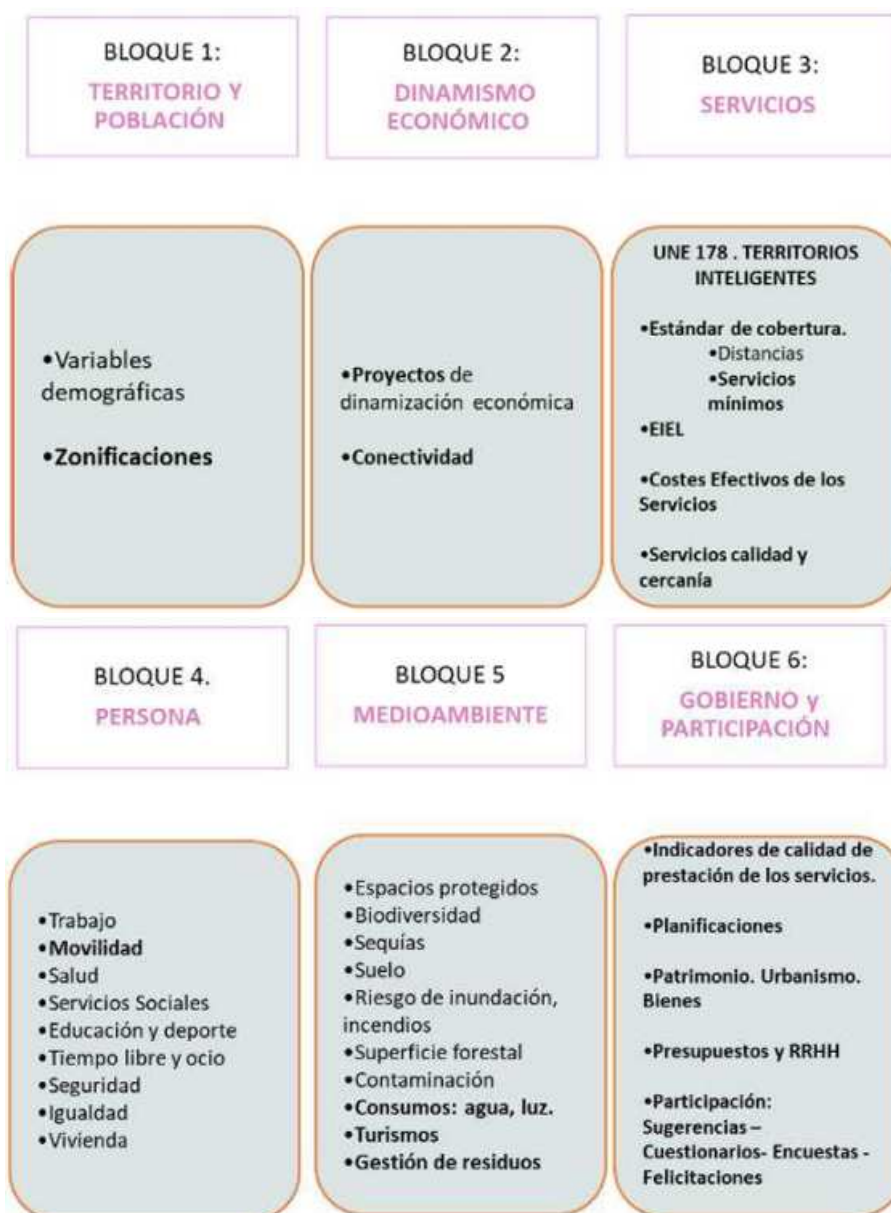 BLOQUE 1:
TERRITORIO Y
POBLACIÓN
BLOQUE 2:
DINAMISMO
ECONÓMICO
BLOQUE 3:
SERVICIOS
•Variables
demográficas
•Zonificaciones
•Proyectos de
dinamización económica
•Conectividad
UNE 178 . TERRITORIOS
INTELIGENTES
•Estándar de cobertura.
•Distancias
•Servicios
mínimos
•EIEL
•Costes Efectivos de los
Servicios
•Servicios calidad y
cercanía
BLOQUE 4.
PERSONA
BLOQUE 5
MEDIOAMBIENTE
BLOQUE 6:
GOBIERNO y
PARTICIPACIÓN
•Trabajo
•Movilidad
•Salud
•Servicios Sociales
•Educación y deporte
•Tiempo libre y ocio
•Seguridad
•Igualdad
•Vivienda
•Espacios protegidos
•Biodiversidad
•Sequías
•Suelo
•Riesgo de inundación,
incendios
•Superficie forestal
•Contaminación
•Consumos: agua, luz.
•Turismos
•Gestión de residuos
•Indicadores de calidad de
prestación de los servicios.
•Planificaciones
•Patrimonio. Urbanismo.
Bienes
•Presupuestos y RRHH
•Participación:
Sugerencias –
Cuestionarios- Encuestas -
Felicitaciones